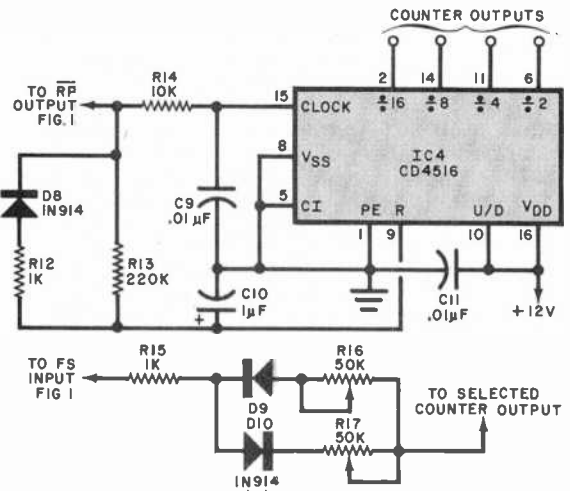 COUNTER OUTPUTS
2 14 11 6
÷16 ÷8 ÷4 ÷2
TO RP
OUTPUT
FIG.1
R14
10K
15
CLOCK
8
VSS
IC4
CD4516
5
CI
PE R U/D VDD
1 9 10 16
D8
IN914
C9
.01µF
R12
1K
R13
220K
C10
1µF
+
C11
.01µF
+12V
TO FS
INPUT
FIG 1
R15
1K
R16
50K
D9
D10
IN914
R17
50K
TO SELECTED
COUNTER OUTPUT